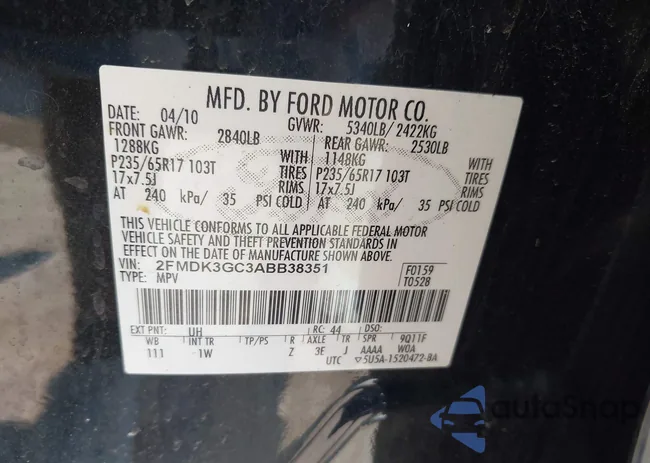 MFD. BY FORD MOTOR CO.
DATE: 04/10 GVWR: 5340LB/2422KG
FRONT GAWR: 2840LB REAR GAWR: 2530LB
1288KG WITH 1148KG WITH
P235/65R17 103T TIRES P235/65R17 103T TIRES
17x7.5J RIMS 17x7.5J RIMS
AT 240 kPa/ 35 PSI COLD AT 240 kPa/ 35 PSI COLD
THIS VEHICLE CONFORMS TO ALL APPLICABLE FEDERAL MOTOR
VEHICLE SAFETY AND THEFT PREVENTION STANDARDS IN
EFFECT ON THE DATE OF MANUFACTURE SHOWN ABOVE.
VIN: 2FMDK3GC3ABB38351 F0159
TYPE: MPV T0528
EXT PNT: UH RC: 44 DSO:
WB INT TR TP/PS R AXLE TR SPR 9Q11F
111 1W Z 3E J AAAA W0A
UTC 5U5A-1520472-BA
autoSnap